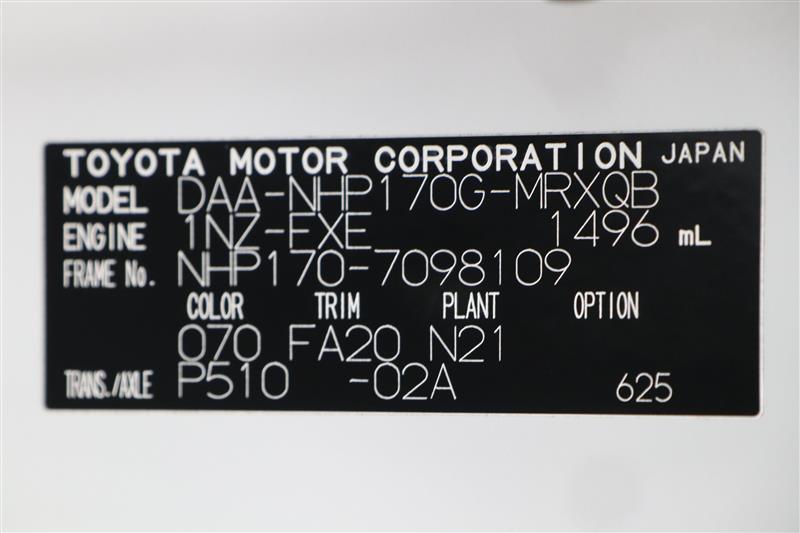 TOYOTA MOTOR CORPORATION JAPAN
MODEL DAA-NHP170G-MRXQB
ENGINE 1NZ-FXE 1496 mL
FRAME No. NHP170-7098109
COLOR TRIM PLANT OPTION
070 FA20 N21
TRANS./AXLE P510 -02A 625